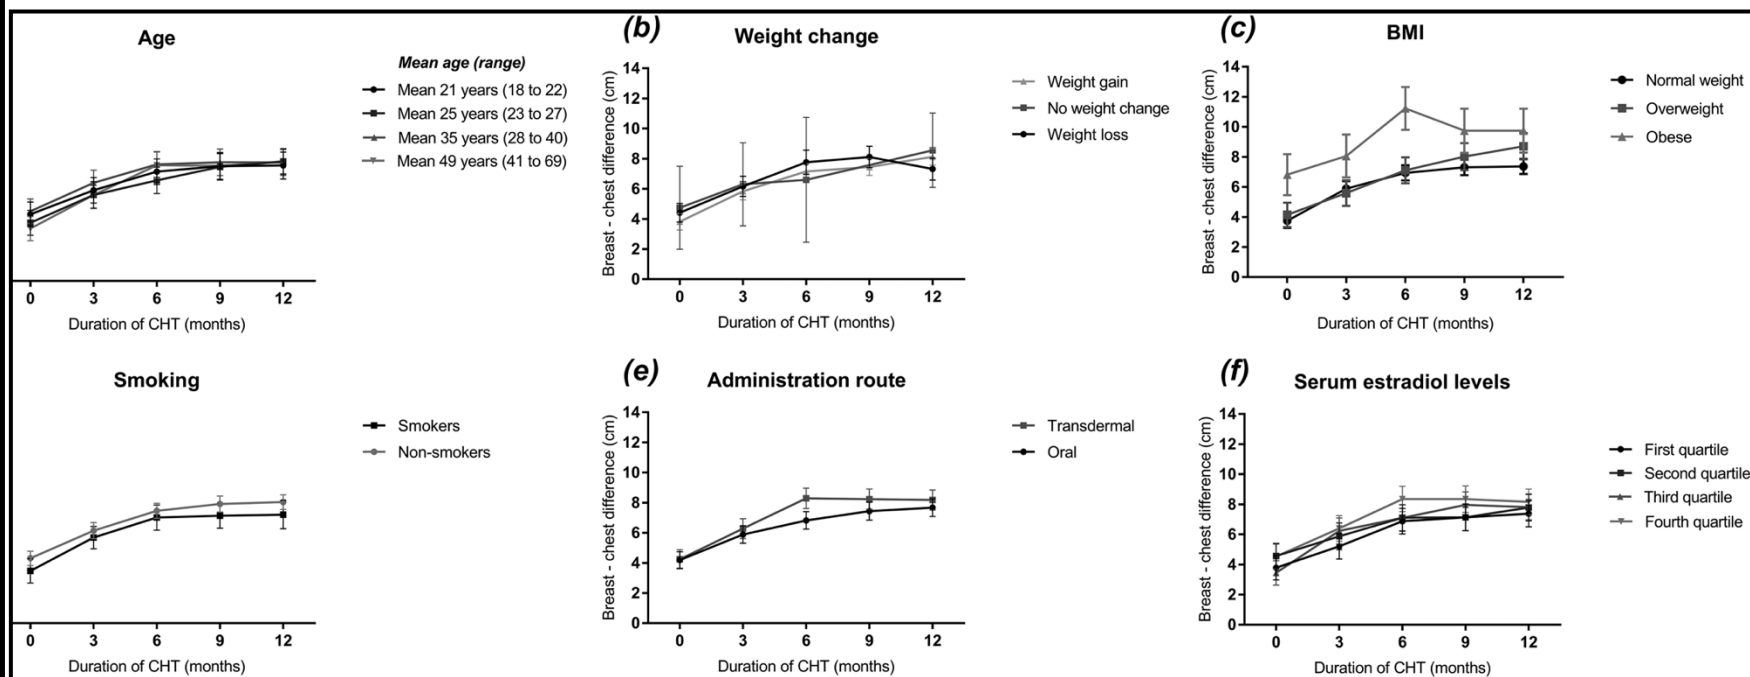 Age
Mean age (range)
Mean 21 years (18 to 22)
Mean 25 years (23 to 27)
Mean 35 years (28 to 40)
Mean 49 years (41 to 69)
0 3 6 9 12
Duration of CHT (months)
(b)
Weight change
Breast - chest difference (cm)
14
12
10
8
6
4
2
0
0 3 6 9 12
Duration of CHT (months)
Weight gain
No weight change
Weight loss
(c)
BMI
Breast - chest difference (cm)
14
12
10
8
6
4
2
0
0 3 6 9 12
Duration of CHT (months)
Normal weight
Overweight
Obese
Smoking
Smokers
Non-smokers
0 3 6 9 12
Duration of CHT (months)
(e)
Administration route
Breast - chest difference (cm)
14
12
10
8
6
4
2
0
0 3 6 9 12
Duration of CHT (months)
Transdermal
Oral
(f)
Serum estradiol levels
Breast - chest difference (cm)
14
12
10
8
6
4
2
0
0 3 6 9 12
Duration of CHT (months)
First quartile
Second quartile
Third quartile
Fourth quartile